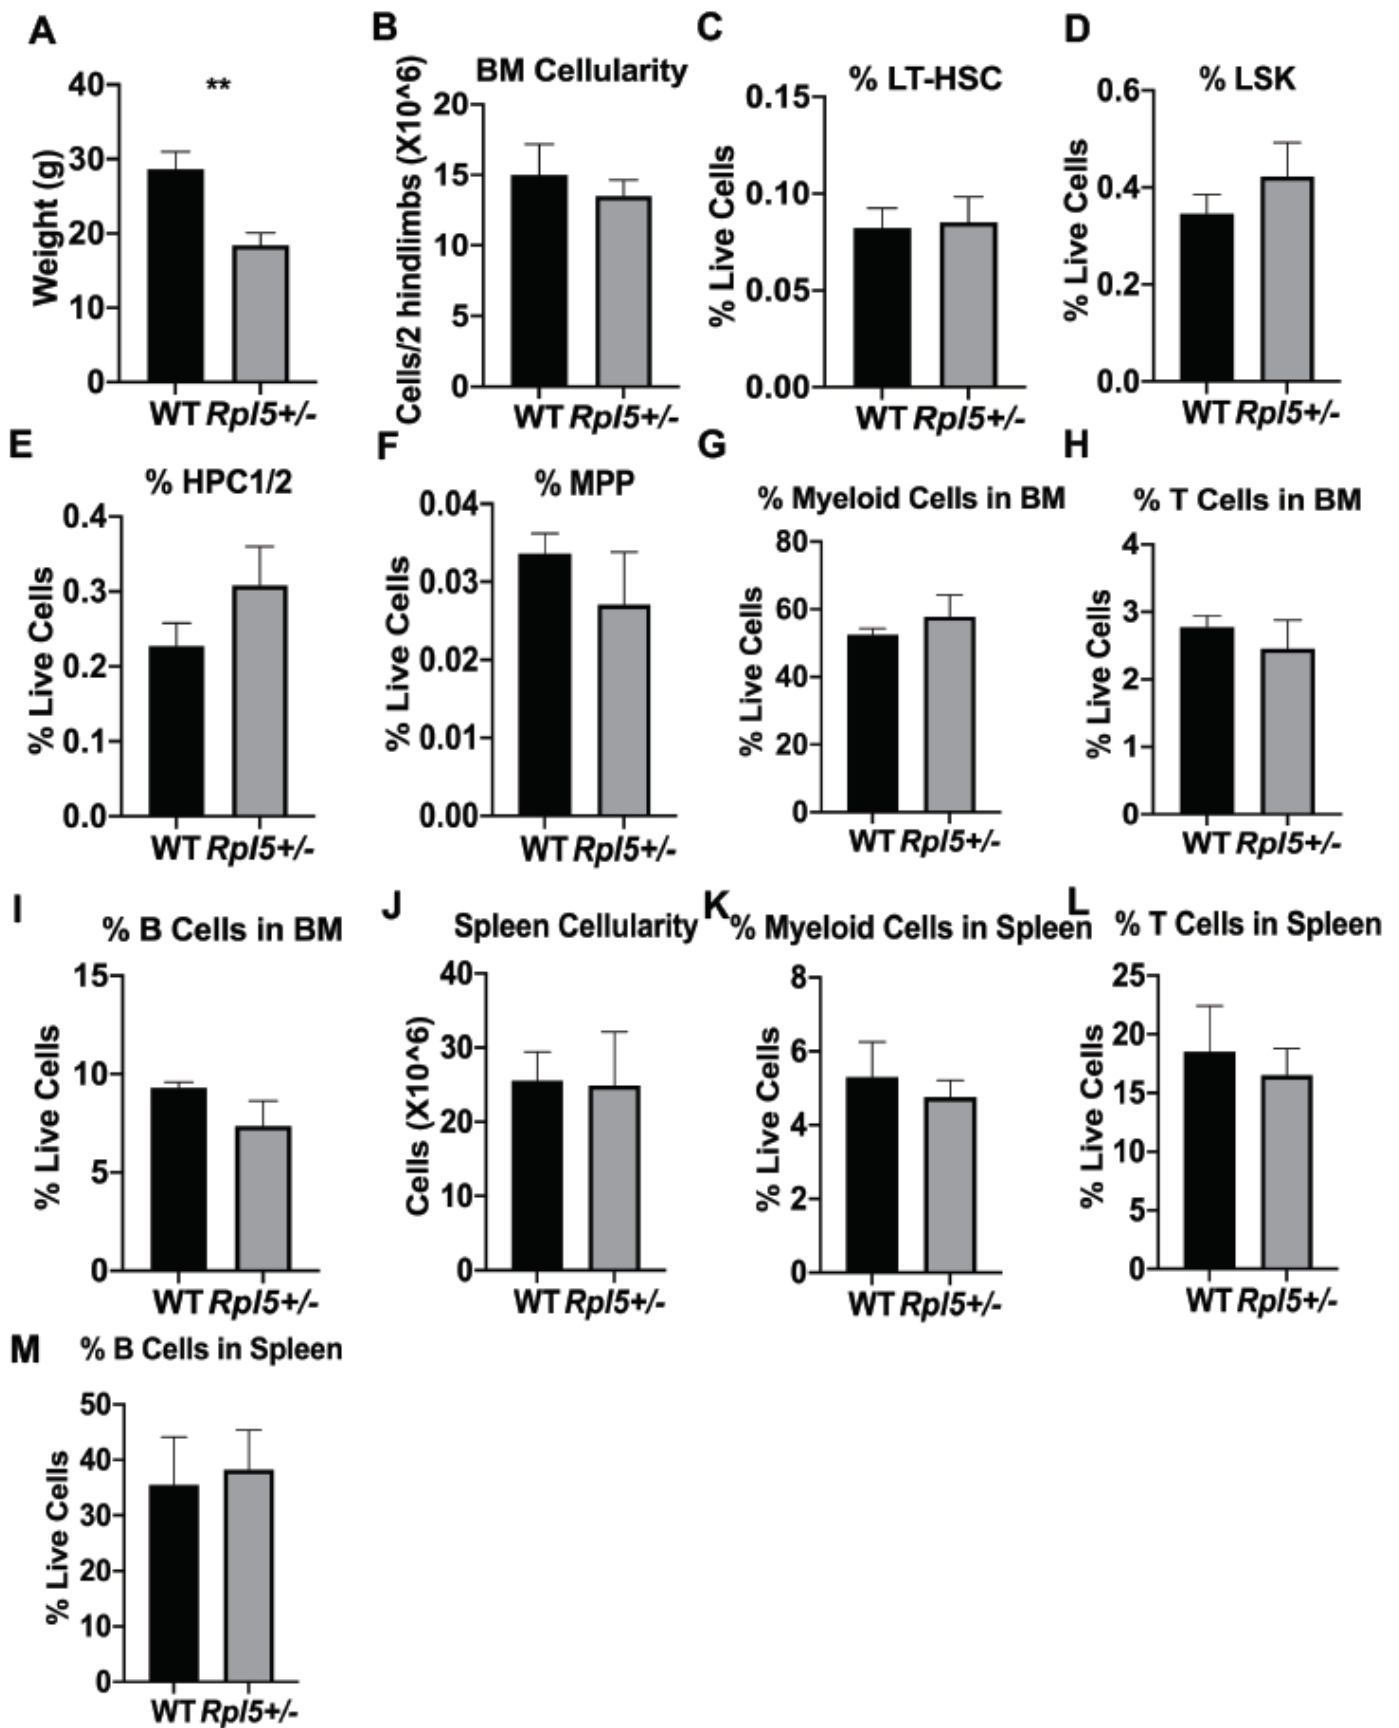 A
**
Weight (g)
40
30
20
10
0
WT Rpl5+/-
B
BM Cellularity
Cells/2 hindlimbs (X10^6)
20
15
10
5
0
WT Rpl5+/-
C
% LT-HSC
% Live Cells
0.15
0.10
0.05
0.00
WT Rpl5+/-
D
% LSK
% Live Cells
0.6
0.4
0.2
0.0
WT Rpl5+/-
E
% HPC1/2
% Live Cells
0.4
0.3
0.2
0.1
0.0
WT Rpl5+/-
F
% MPP
% Live Cells
0.04
0.03
0.02
0.01
0.00
WT Rpl5+/-
G
% Myeloid Cells in BM
% Live Cells
80
60
40
20
0
WT Rpl5+/-
H
% T Cells in BM
% Live Cells
4
3
2
1
0
WT Rpl5+/-
I
% B Cells in BM
% Live Cells
15
10
5
0
WT Rpl5+/-
J
Spleen Cellularity
Cells (X10^6)
40
30
20
10
0
WT Rpl5+/-
K
% Myeloid Cells in Spleen
% Live Cells
8
6
4
2
0
WT Rpl5+/-
L
% T Cells in Spleen
% Live Cells
25
20
15
10
5
0
WT Rpl5+/-
M
% B Cells in Spleen
% Live Cells
50
40
30
20
10
0
WT Rpl5+/-